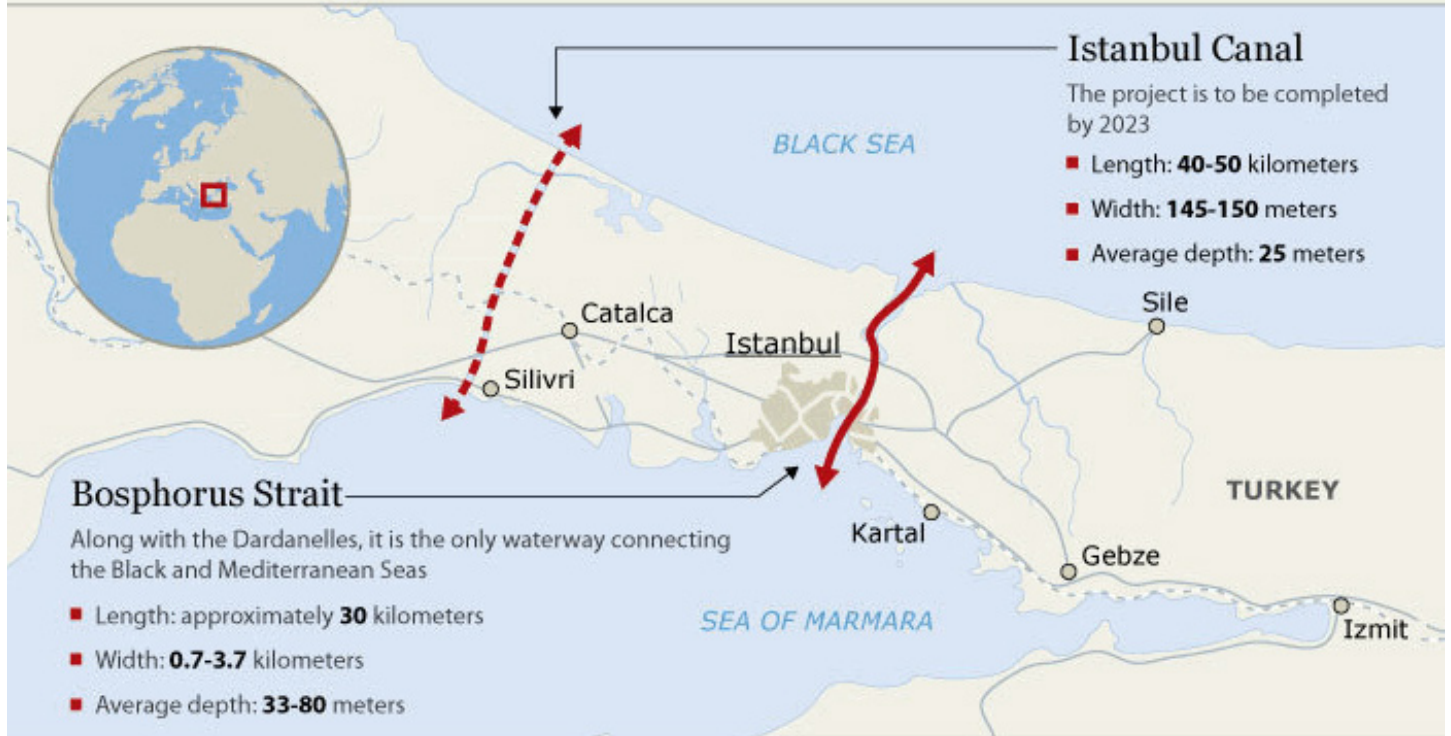 Istanbul Canal
The project is to be completed
by 2023
Length: 40-50 kilometers
Width: 145-150 meters
Average depth: 25 meters
BLACK SEA
Sile
Catalca
Istanbul
Silivri
Bosphorus Strait
Along with the Dardanelles, it is the only waterway connecting
the Black and Mediterranean Seas
Length: approximately 30 kilometers
Width: 0.7-3.7 kilometers
Average depth: 33-80 meters
TURKEY
Kartal
Gebze
SEA OF MARMARA
Izmit